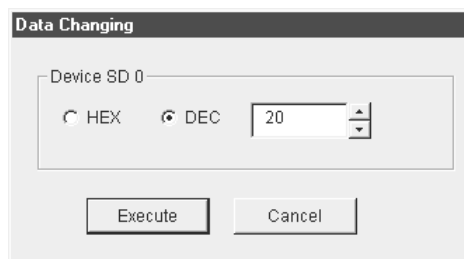 Data Changing
Device SD 0
HEX DEC 20
Execute Cancel